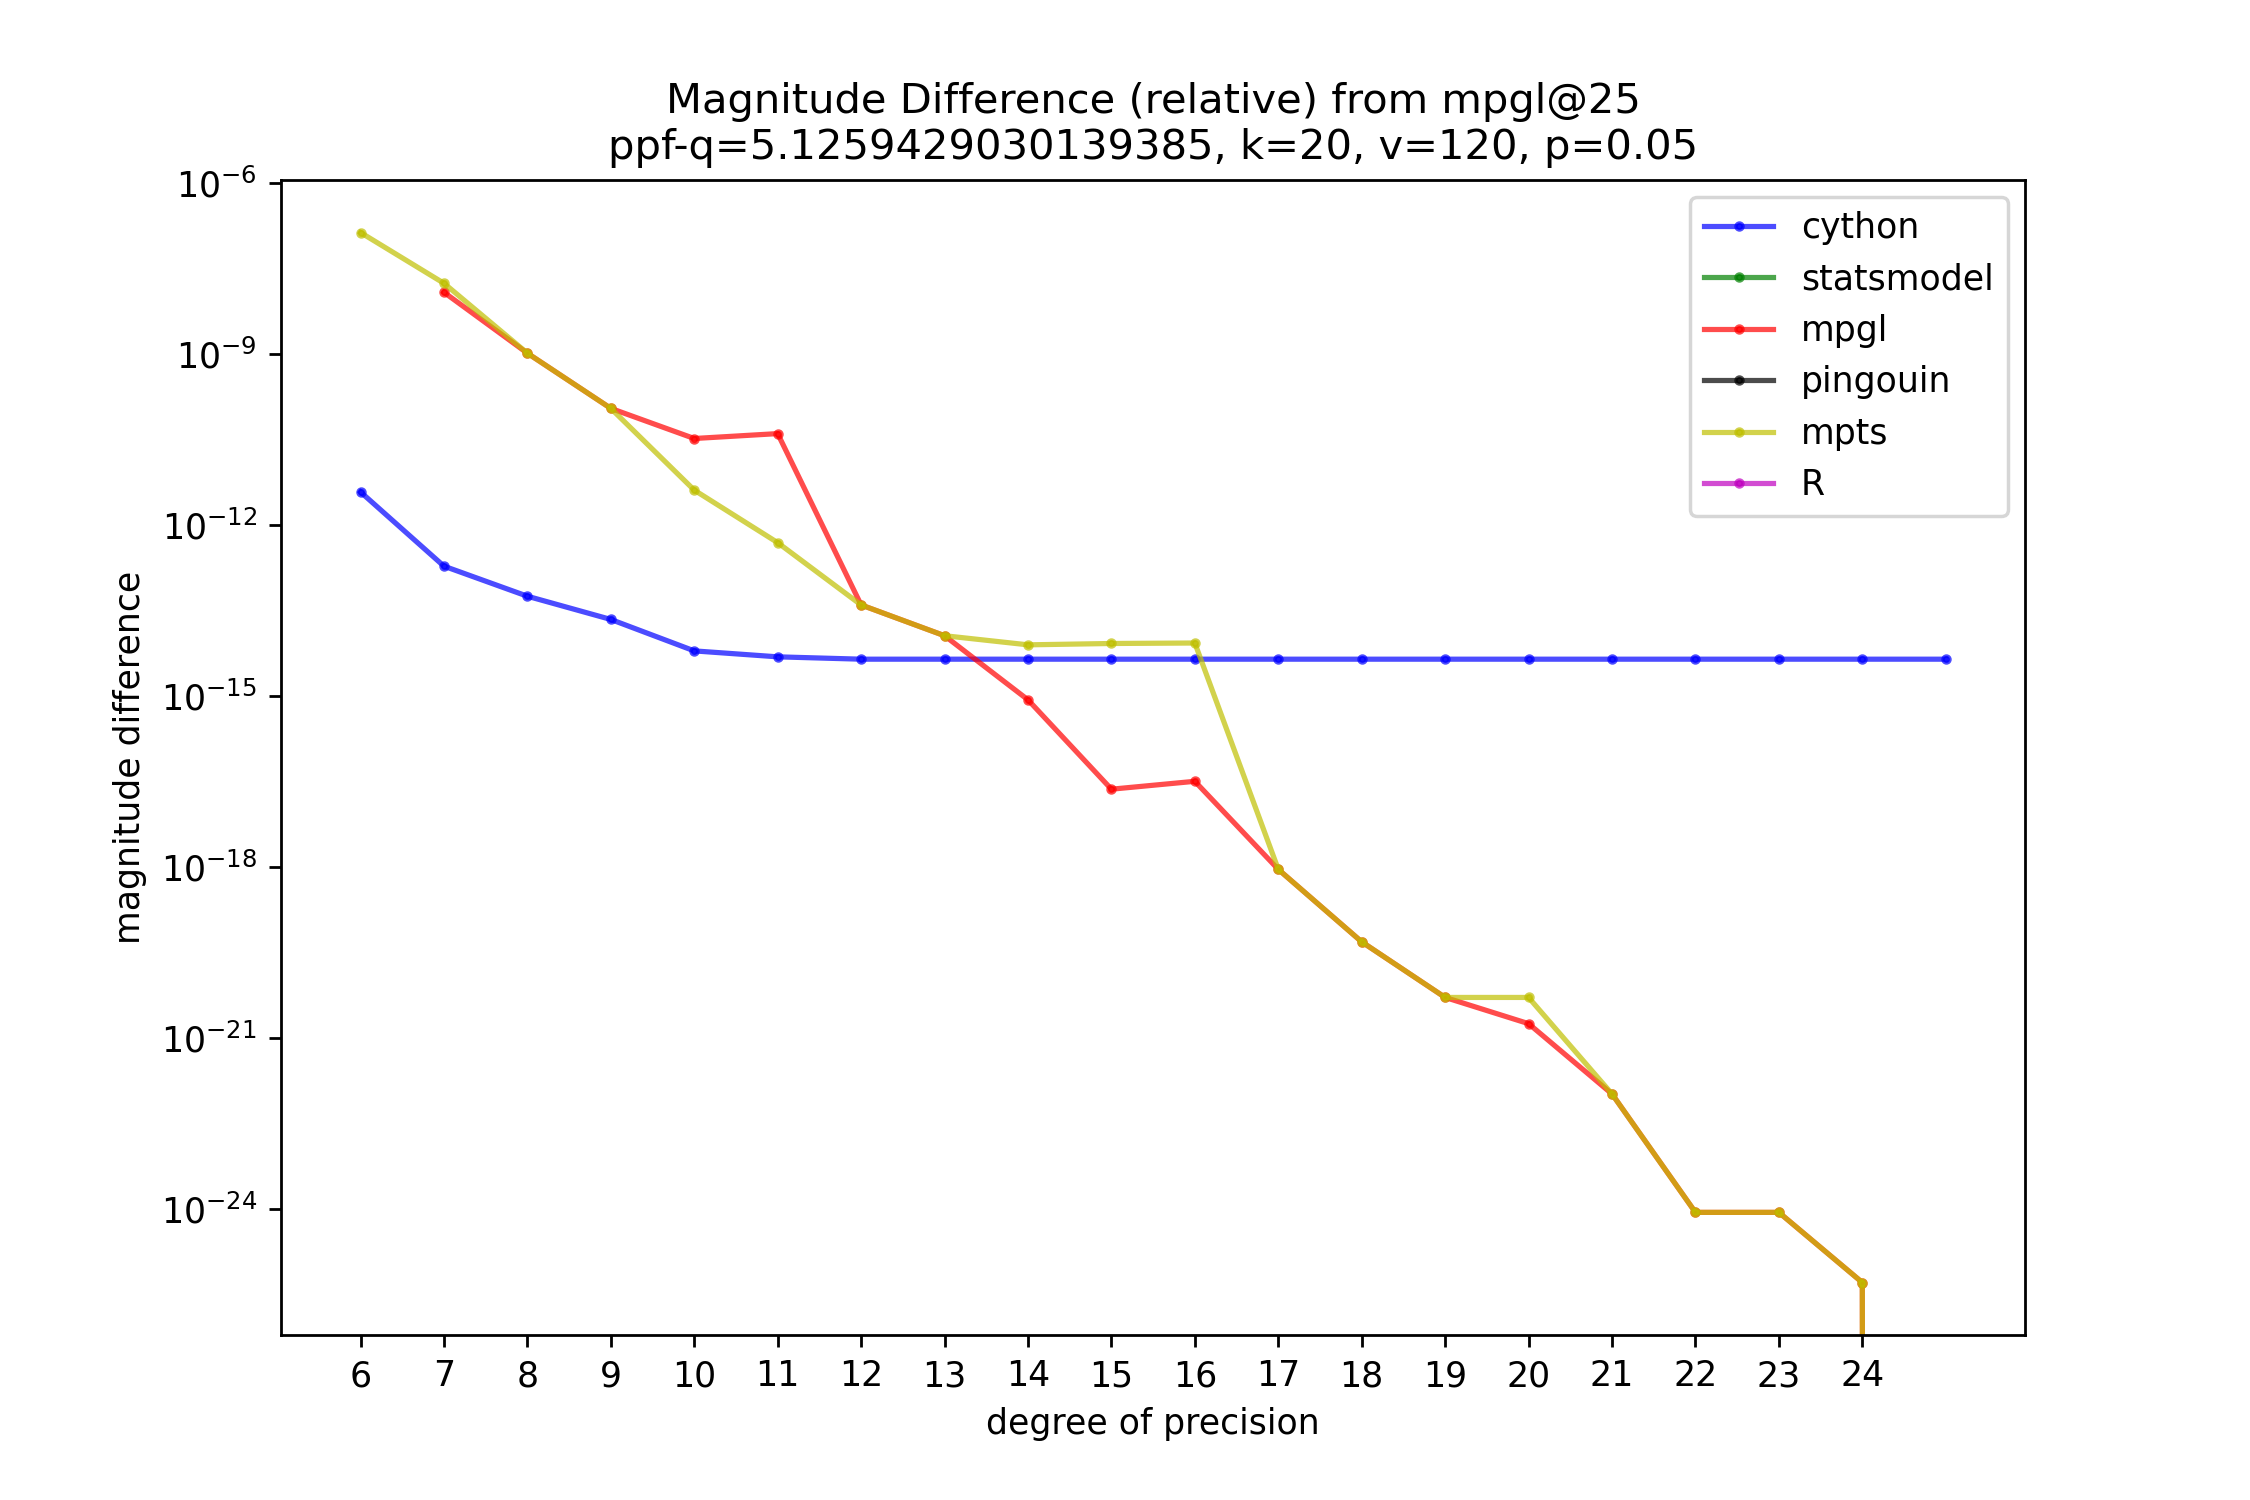 Magnitude Difference (relative) from mpgl@25
ppf-q=5.1259429030139385, k=20, v=120, p=0.05
cython
statsmodel
mpgl
pingouin
mpts
R
magnitude difference
10⁻⁶
10⁻⁹
10⁻¹²
10⁻¹⁵
10⁻¹⁸
10⁻²¹
10⁻²⁴
6 7 8 9 10 11 12 13 14 15 16 17 18 19 20 21 22 23 24
degree of precision